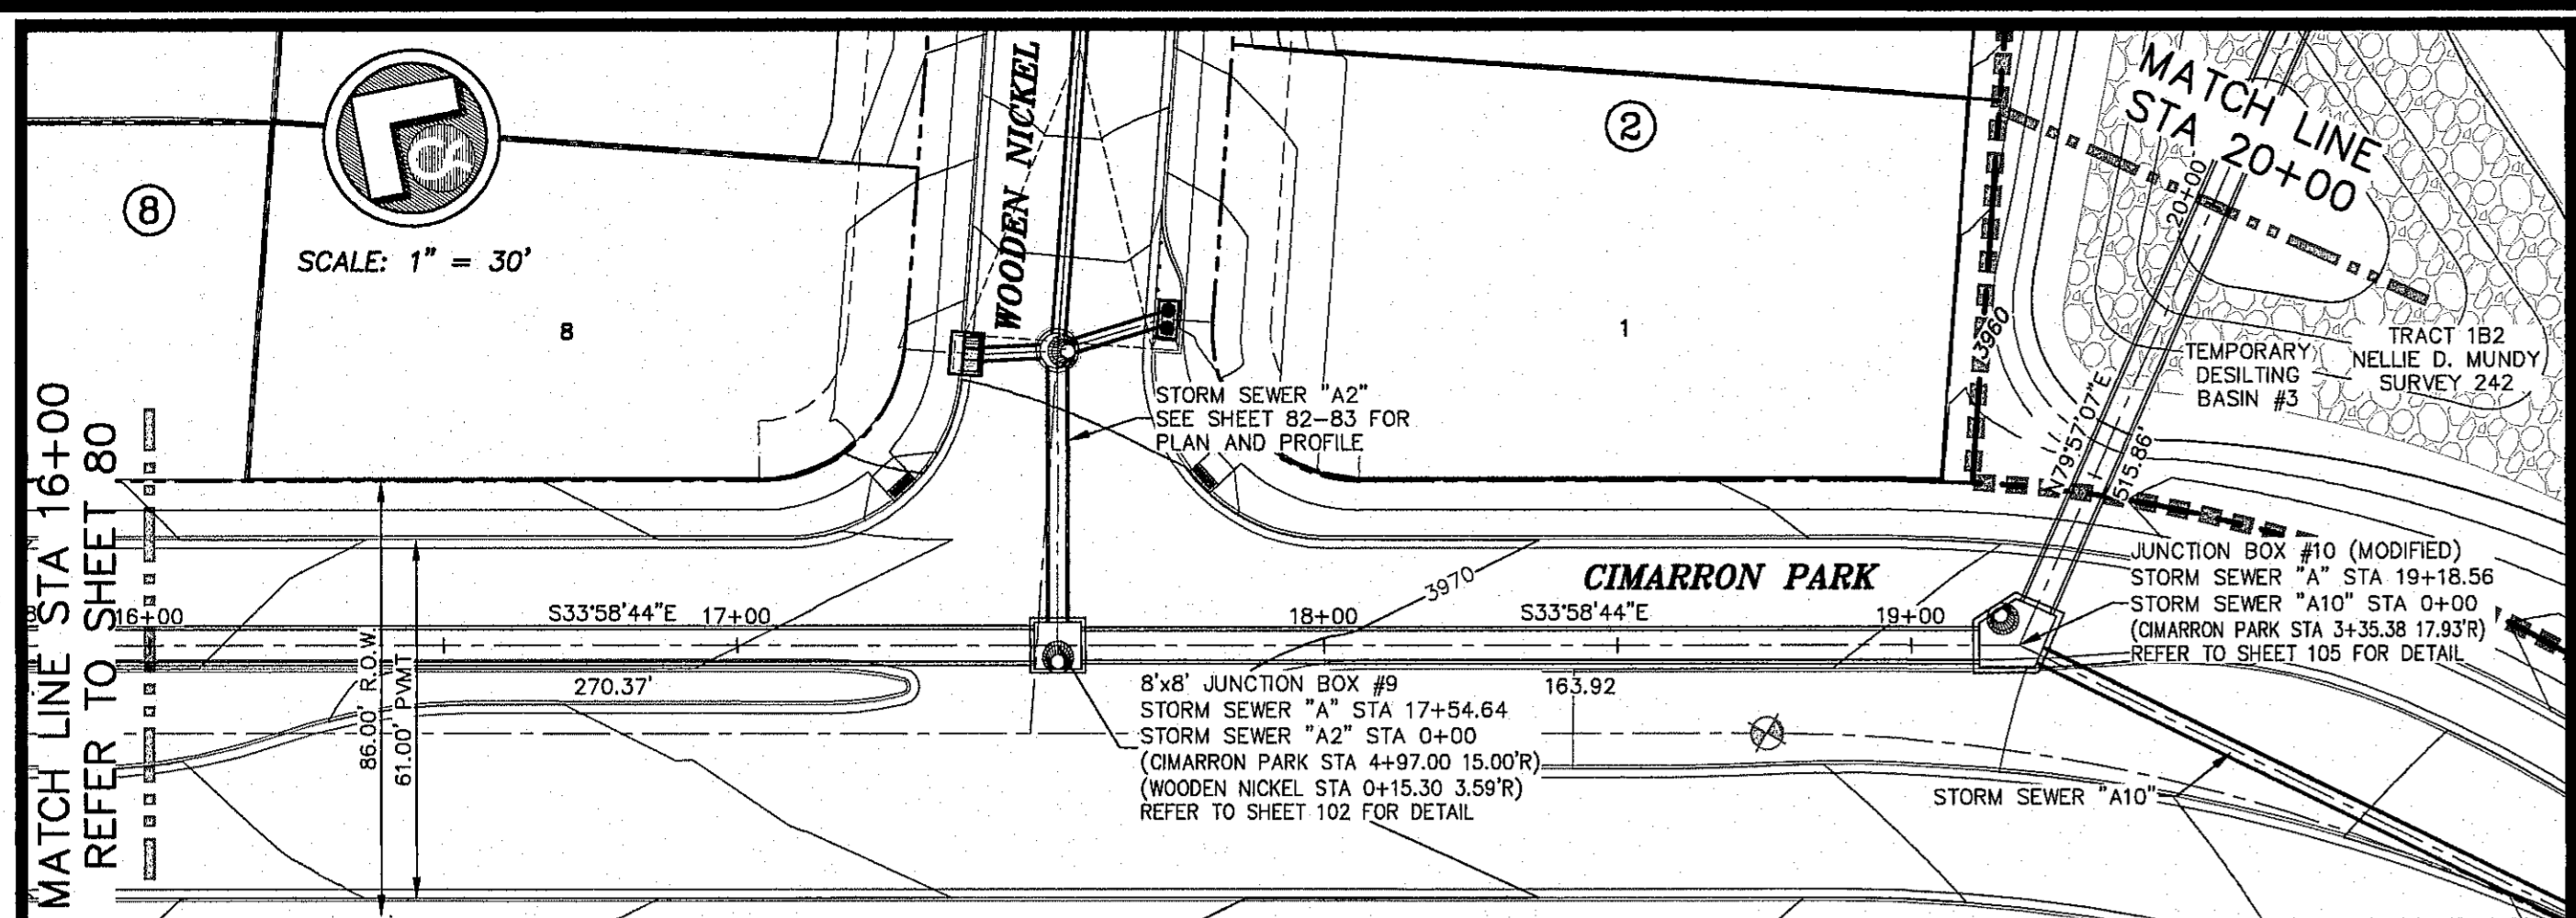 MATCH LINE STA 16+00
REFER TO SHEET 80
8
SCALE: 1" = 30'
8
WOODEN NICKEL
2
1
MATCH LINE
STA 20+00
20+00
3960
TEMPORARY
DESILTING
BASIN #3
TRACT 1B2
NELLIE D. MUNDY
SURVEY 242
N79°57'07"E
515.86'
STORM SEWER "A2"
SEE SHEET 82-83 FOR
PLAN AND PROFILE
CIMARRON PARK
3970
16+00
S33°58'44"E
17+00
18+00
S33°58'44"E
19+00
86.00' R.O.W.
61.00' PVMT
270.37'
163.92
JUNCTION BOX #10 (MODIFIED)
STORM SEWER "A" STA 19+18.56
STORM SEWER "A10" STA 0+00
(CIMARRON PARK STA 3+35.38 17.93'R)
REFER TO SHEET 105 FOR DETAIL
8'x8' JUNCTION BOX #9
STORM SEWER "A" STA 17+54.64
STORM SEWER "A2" STA 0+00
(CIMARRON PARK STA 4+97.00 15.00'R)
(WOODEN NICKEL STA 0+15.30 3.59'R)
REFER TO SHEET 102 FOR DETAIL
STORM SEWER "A10"